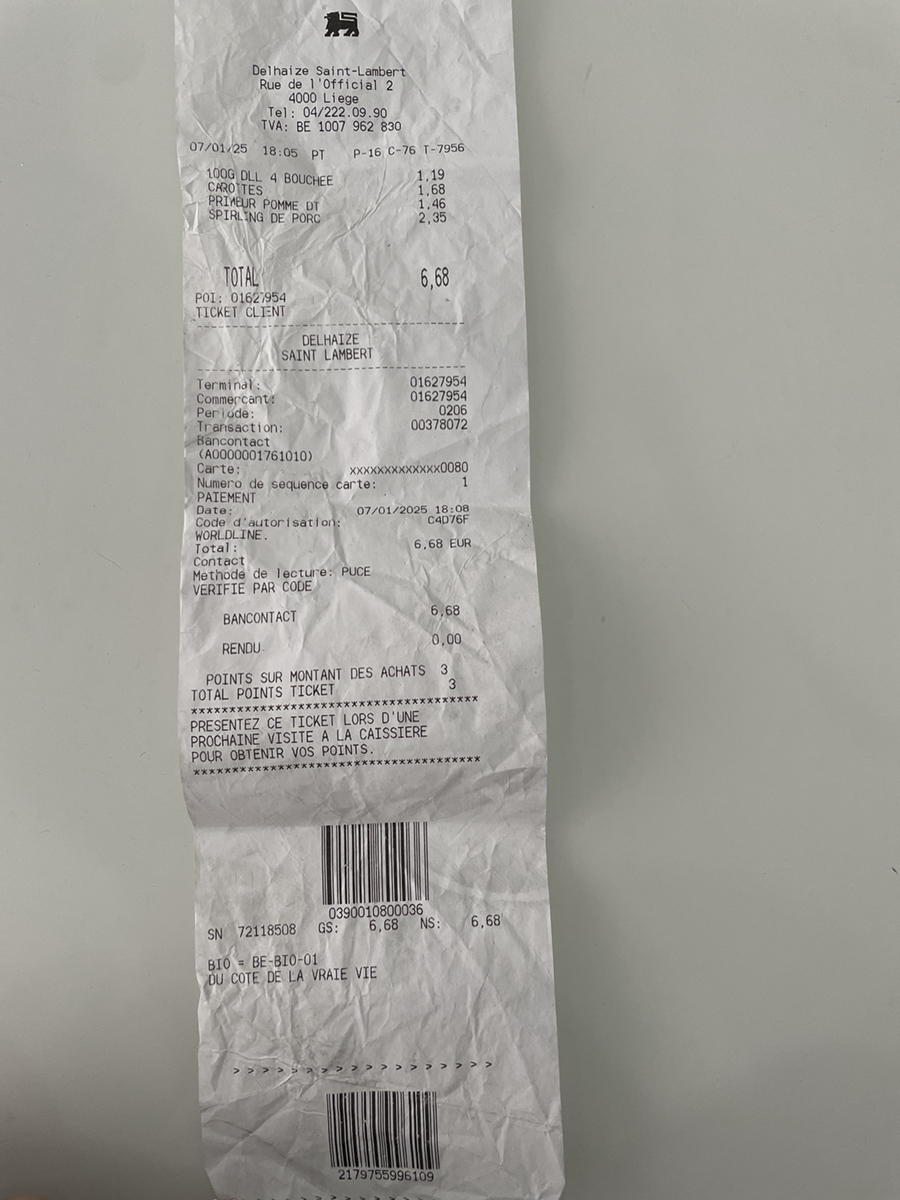 Delhaize Saint-Lambert
Rue de l'Official 2
4000 Liege
Tel: 04/222.09.90
TVA: BE 1007 962 830
07/01/25 18:05 PT P-16 C-76 T-7956
100G DLL 4 BOUCHEE 1,19
CAROTTES 1,68
PRIMEUR POMME DT 1,46
SPIRLING DE PORC 2,35
TOTAL 6,68
POI: 01627954
TICKET CLIENT
DELHAIZE
SAINT LAMBERT
Terminal: 01627954
Commerçant: 01627954
Periode: 0206
Transaction: 00378072
Bancontact
(A0000001761010)
Carte: xxxxxxxxxxxxx0080
Numero de sequence carte: 1
PAIEMENT
Date: 07/01/2025 18:08
Code d'autorisation: C4D76F
WORLDLINE.
Total: 6,68 EUR
Contact
Methode de lecture: PUCE
VERIFIE PAR CODE
BANCONTACT 6,68
RENDU. 0,00
POINTS SUR MONTANT DES ACHATS 3
TOTAL POINTS TICKET 3
*************************************
PRESENTEZ CE TICKET LORS D'UNE
PROCHAINE VISITE A LA CAISSIERE
POUR OBTENIR VOS POINTS.
*************************************
0390010800036
SN 72118508 GS: 6,68 NS: 6,68
BIO = BE-BIO-01
DU COTE DE LA VRAIE VIE
> > > > > > > > > > > > > > > > > >
2179755996109